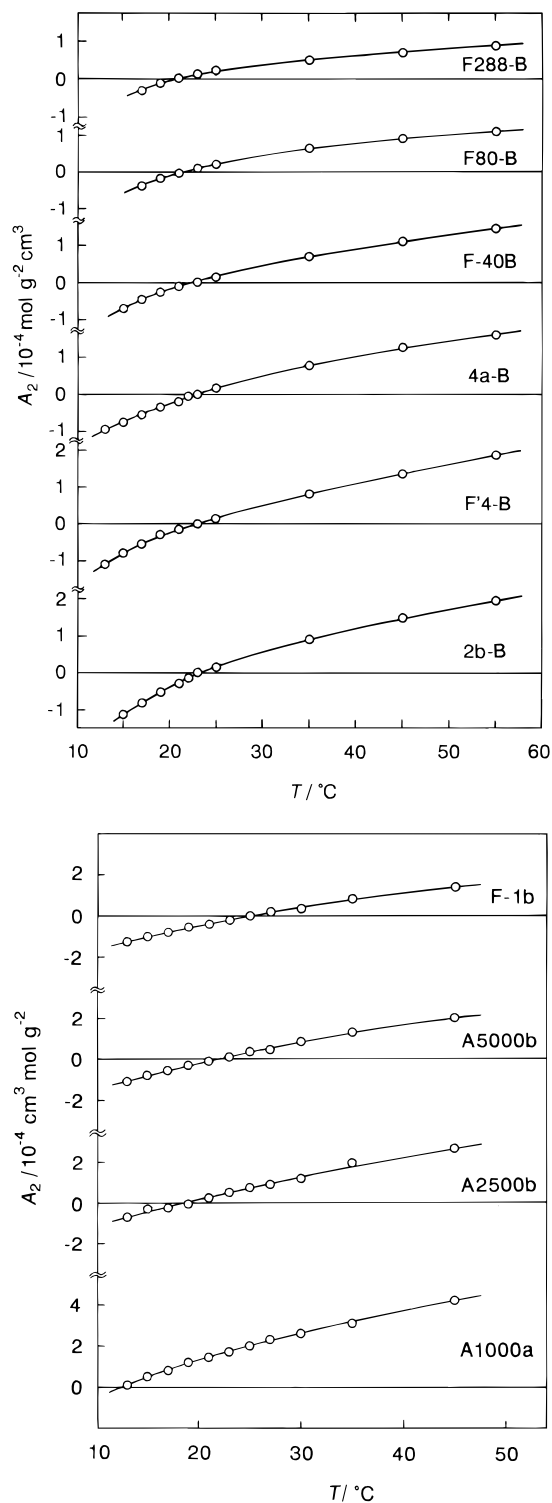 1
0
F288-B
-1
1
0
F80-B
-1
1
0
F-40B
-1
A2 /10-4 mol g-2 cm3
1
0
4a-B
-1
2
1
0
F'4-B
-1
2
1
0
2b-B
-1
10 20 30 40 50 60
T / °C
2
0
F-1b
-2
2
0
A5000b
-2
A2 /10-4 cm3 mol g-2
2
0
A2500b
-2
4
2
0
A1000a
10 20 30 40 50
T / °C